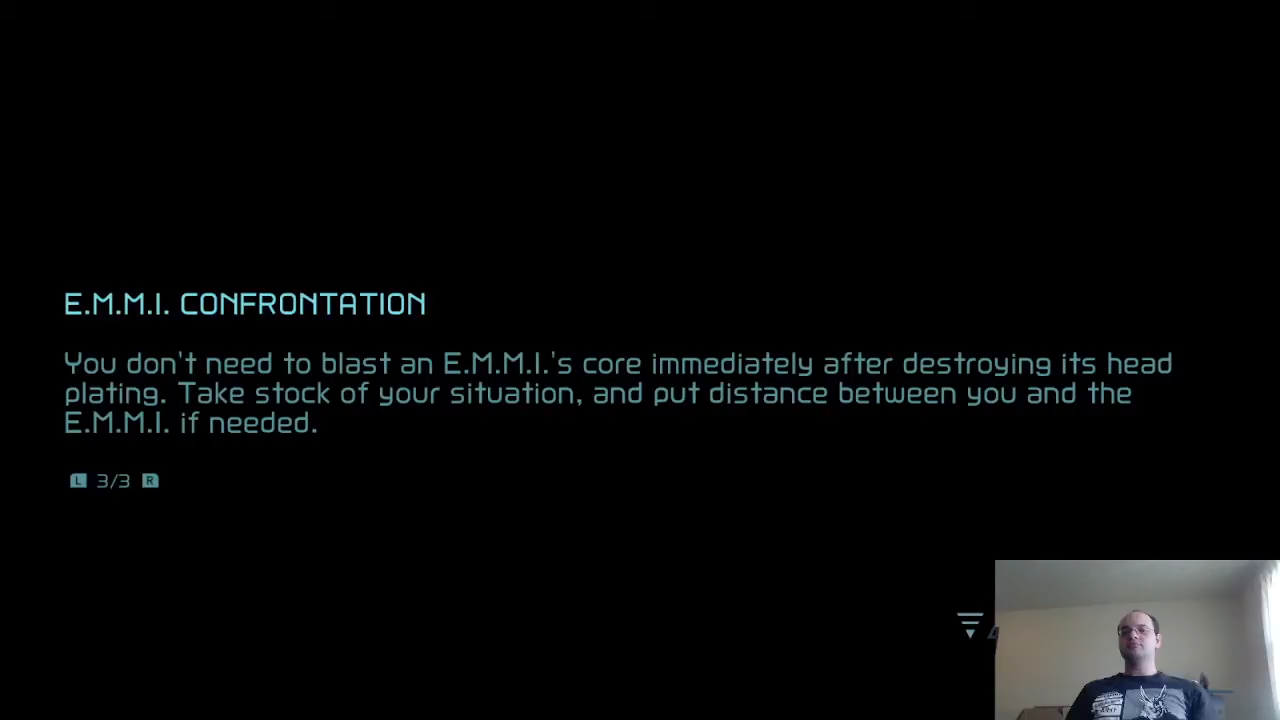 E.M.M.I. CONFRONTATION
You don't need to blast an E.M.M.I.'s core immediately after destroying its head
plating. Take stock of your situation, and put distance between you and the
E.M.M.I. if needed.
L 3/3 R